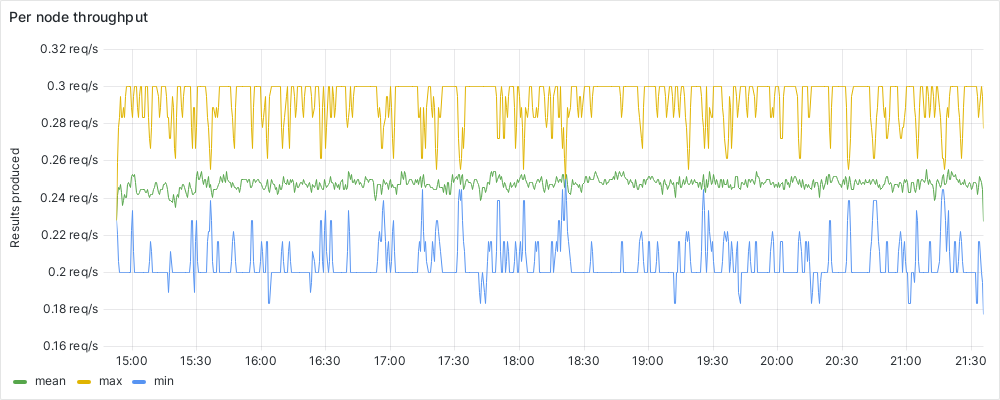 Per node throughput
Results produced
0.32 req/s
0.3 req/s
0.28 req/s
0.26 req/s
0.24 req/s
0.22 req/s
0.2 req/s
0.18 req/s
0.16 req/s
15:00 15:30 16:00 16:30 17:00 17:30 18:00 18:30 19:00 19:30 20:00 20:30 21:00 21:30
mean max min